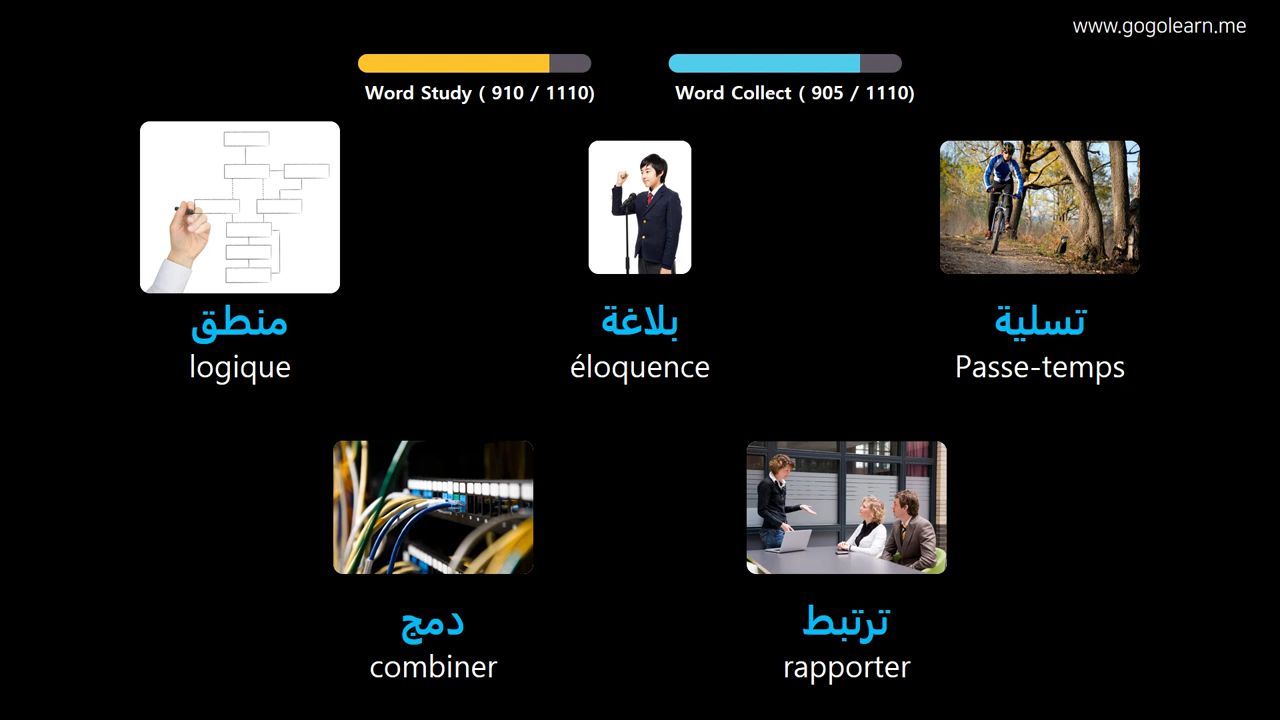 www.gogolearn.me
Word Study ( 910 / 1110)
Word Collect ( 905 / 1110)
منطق
logique
بلاغة
éloquence
تسلية
Passe-temps
دمج
combiner
ترتبط
rapporter